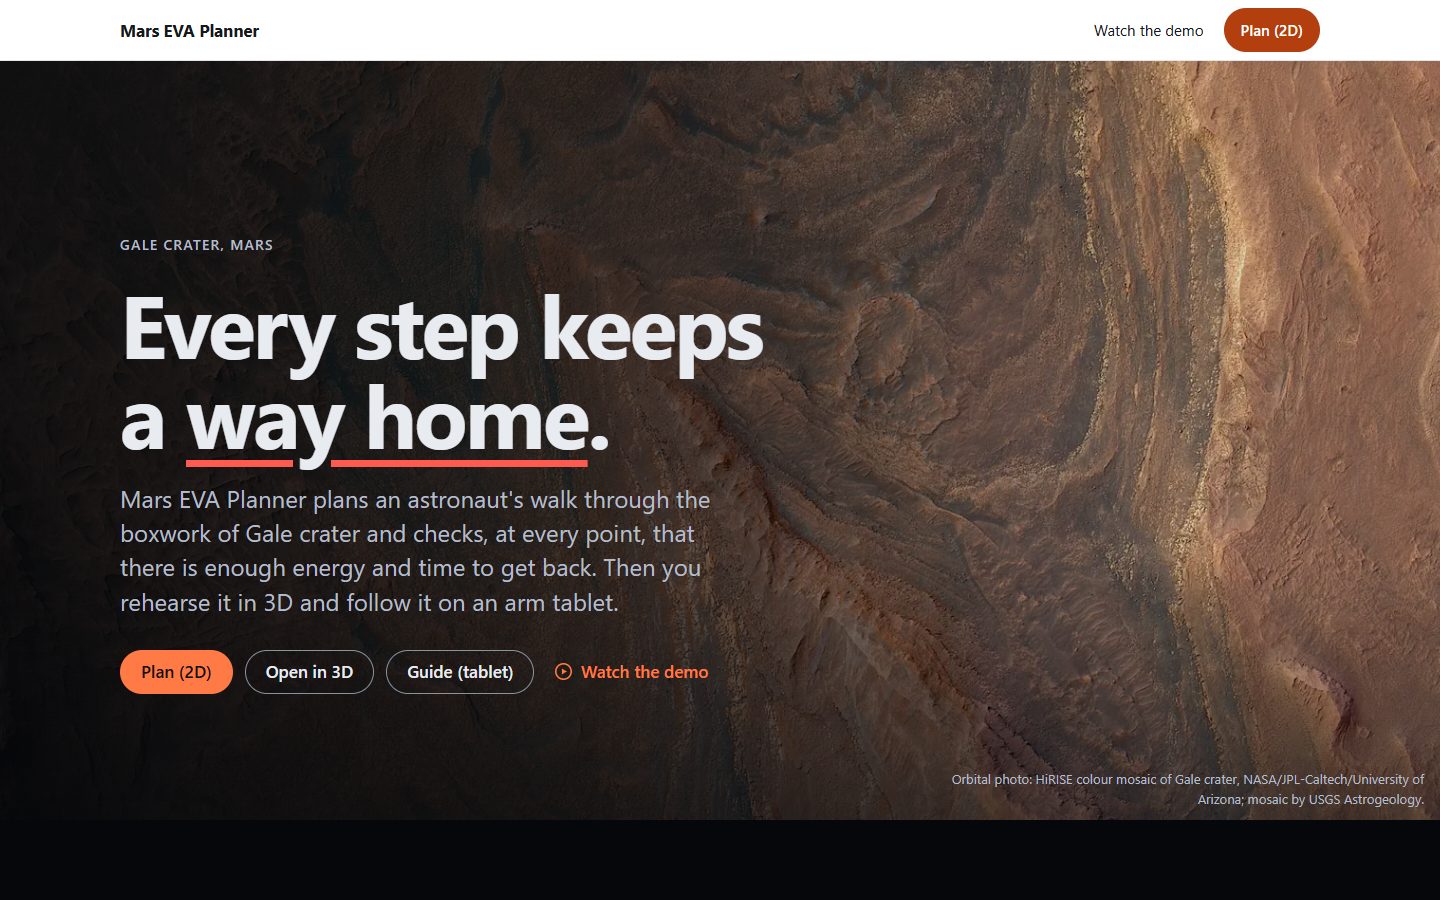 Mars EVA Planner
Watch the demo
Plan (2D)
GALE CRATER, MARS
Every step keeps
a way home.
Mars EVA Planner plans an astronaut's walk through the
boxwork of Gale crater and checks, at every point, that
there is enough energy and time to get back. Then you
rehearse it in 3D and follow it on an arm tablet.
Plan (2D)
Open in 3D
Guide (tablet)
Watch the demo
Orbital photo: HiRISE colour mosaic of Gale crater, NASA/JPL-Caltech/University of
Arizona; mosaic by USGS Astrogeology.